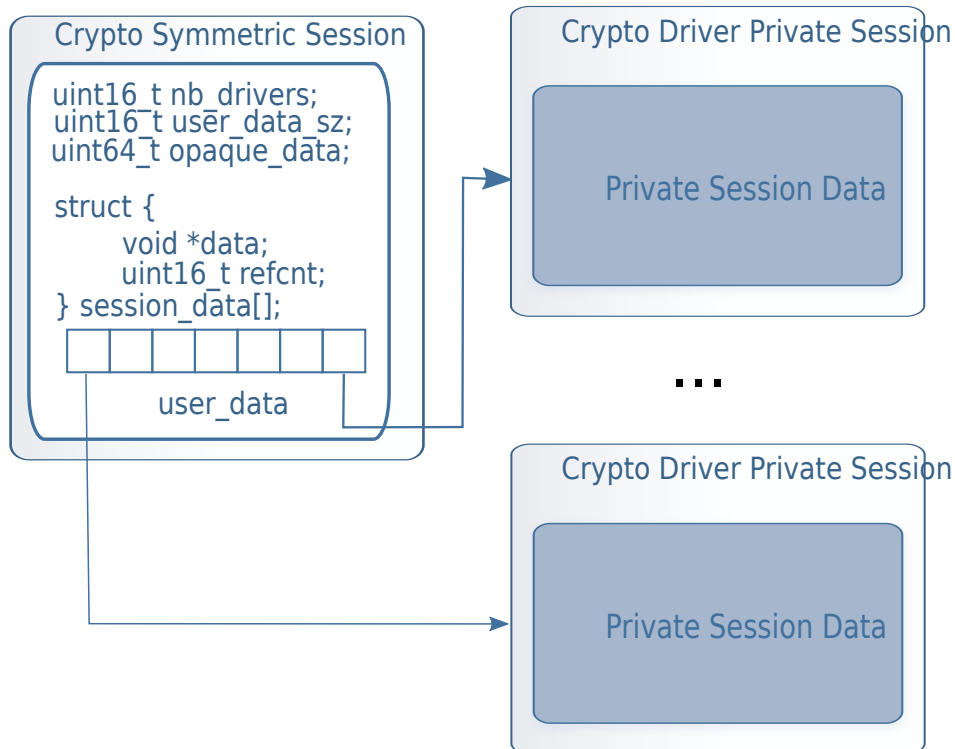 Crypto Symmetric Session
uint16_t nb_drivers;
uint16_t user_data_sz;
uint64_t opaque_data;
struct {
void *data;
uint16_t refcnt;
} session_data[];
user_data
Crypto Driver Private Session
Private Session Data
...
Crypto Driver Private Session
Private Session Data